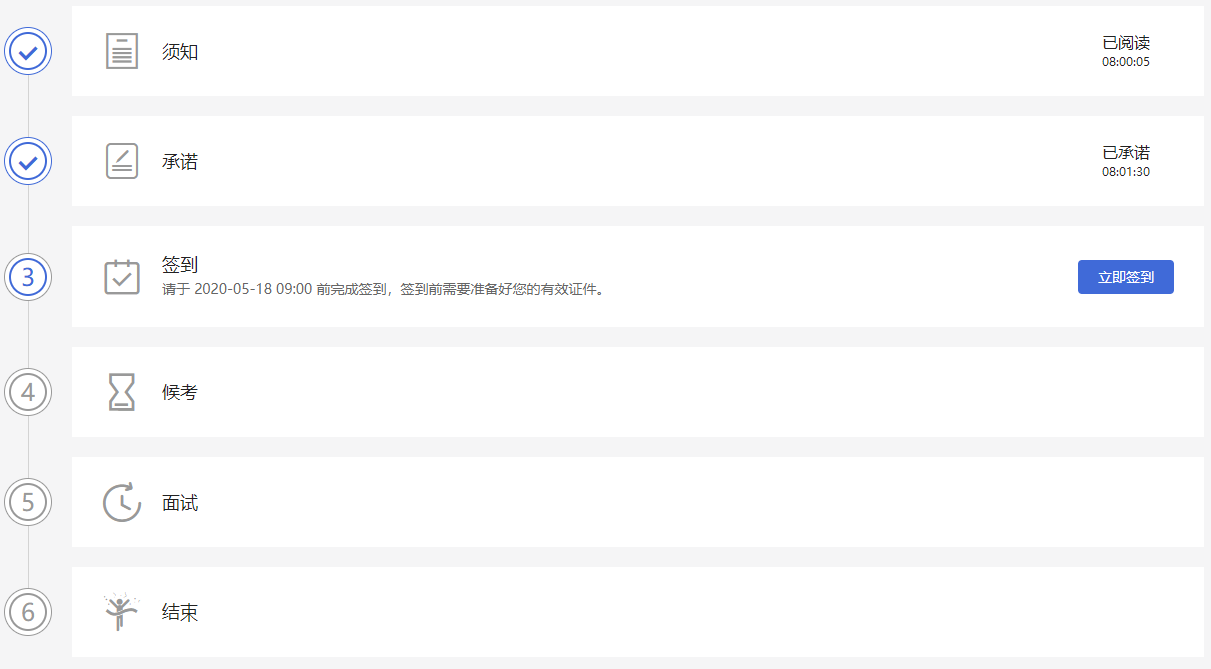 须知
已阅读
08:00:05
承诺
已承诺
08:01:30
3
签到
请于 2020-05-18 09:00 前完成签到，签到前需要准备好您的有效证件。
立即签到
4
候考
5
面试
6
结束